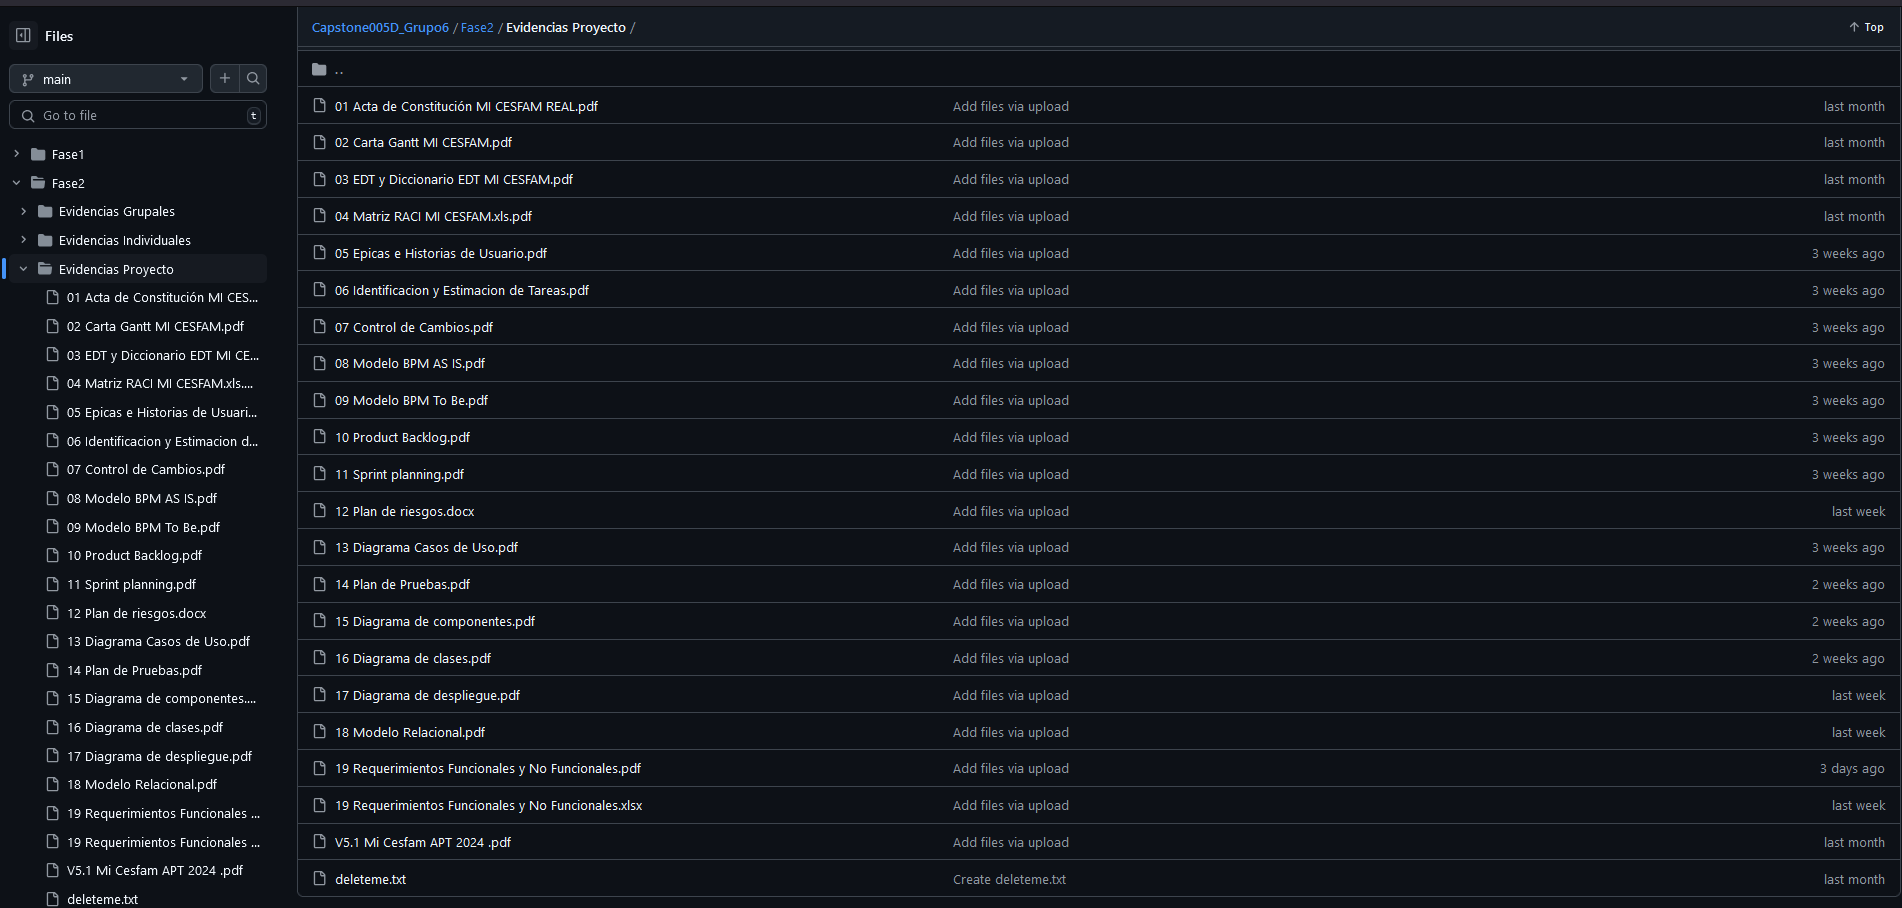 Files
main
Go to file
t
Fase1
Fase2
Evidencias Grupales
Evidencias Individuales
Evidencias Proyecto
01 Acta de Constitución MI CES...
02 Carta Gantt MI CESFAM.pdf
03 EDT y Diccionario EDT MI CE...
04 Matriz RACI MI CESFAM.xls....
05 Epicas e Historias de Usuari...
06 Identificacion y Estimacion d...
07 Control de Cambios.pdf
08 Modelo BPM AS IS.pdf
09 Modelo BPM To Be.pdf
10 Product Backlog.pdf
11 Sprint planning.pdf
12 Plan de riesgos.docx
13 Diagrama Casos de Uso.pdf
14 Plan de Pruebas.pdf
15 Diagrama de componentes....
16 Diagrama de clases.pdf
17 Diagrama de despliegue.pdf
18 Modelo Relacional.pdf
19 Requerimientos Funcionales ...
19 Requerimientos Funcionales ...
V5.1 Mi Cesfam APT 2024 .pdf
deleteme.txt
Capstone005D_Grupo6 / Fase2 / Evidencias Proyecto / Top
..
01 Acta de Constitución MI CESFAM REAL.pdf Add files via upload last month
02 Carta Gantt MI CESFAM.pdf Add files via upload last month
03 EDT y Diccionario EDT MI CESFAM.pdf Add files via upload last month
04 Matriz RACI MI CESFAM.xls.pdf Add files via upload last month
05 Epicas e Historias de Usuario.pdf Add files via upload 3 weeks ago
06 Identificacion y Estimacion de Tareas.pdf Add files via upload 3 weeks ago
07 Control de Cambios.pdf Add files via upload 3 weeks ago
08 Modelo BPM AS IS.pdf Add files via upload 3 weeks ago
09 Modelo BPM To Be.pdf Add files via upload 3 weeks ago
10 Product Backlog.pdf Add files via upload 3 weeks ago
11 Sprint planning.pdf Add files via upload 3 weeks ago
12 Plan de riesgos.docx Add files via upload last week
13 Diagrama Casos de Uso.pdf Add files via upload 3 weeks ago
14 Plan de Pruebas.pdf Add files via upload 2 weeks ago
15 Diagrama de componentes.pdf Add files via upload 2 weeks ago
16 Diagrama de clases.pdf Add files via upload 2 weeks ago
17 Diagrama de despliegue.pdf Add files via upload last week
18 Modelo Relacional.pdf Add files via upload last week
19 Requerimientos Funcionales y No Funcionales.pdf Add files via upload 3 days ago
19 Requerimientos Funcionales y No Funcionales.xlsx Add files via upload last week
V5.1 Mi Cesfam APT 2024 .pdf Add files via upload last month
deleteme.txt Create deleteme.txt last month